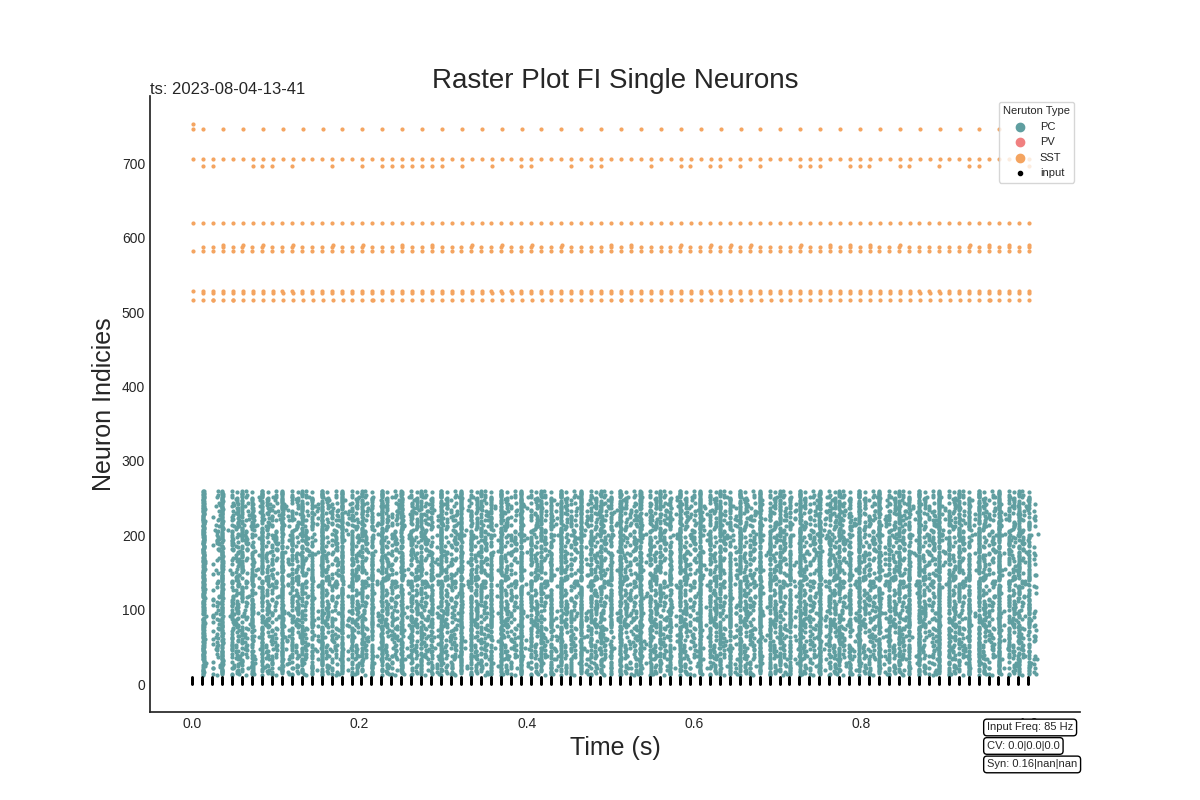 Raster Plot FI Single Neurons
ts: 2023-08-04-13-41
Neruton Type
PC
PV
SST
input
700
600
500
400
300
200
100
0
Neuron Indicies
0.0 0.2 0.4 0.6 0.8
Time (s)
Input Freq: 85 Hz
CV: 0.0|0.0|0.0
Syn: 0.16|nan|nan